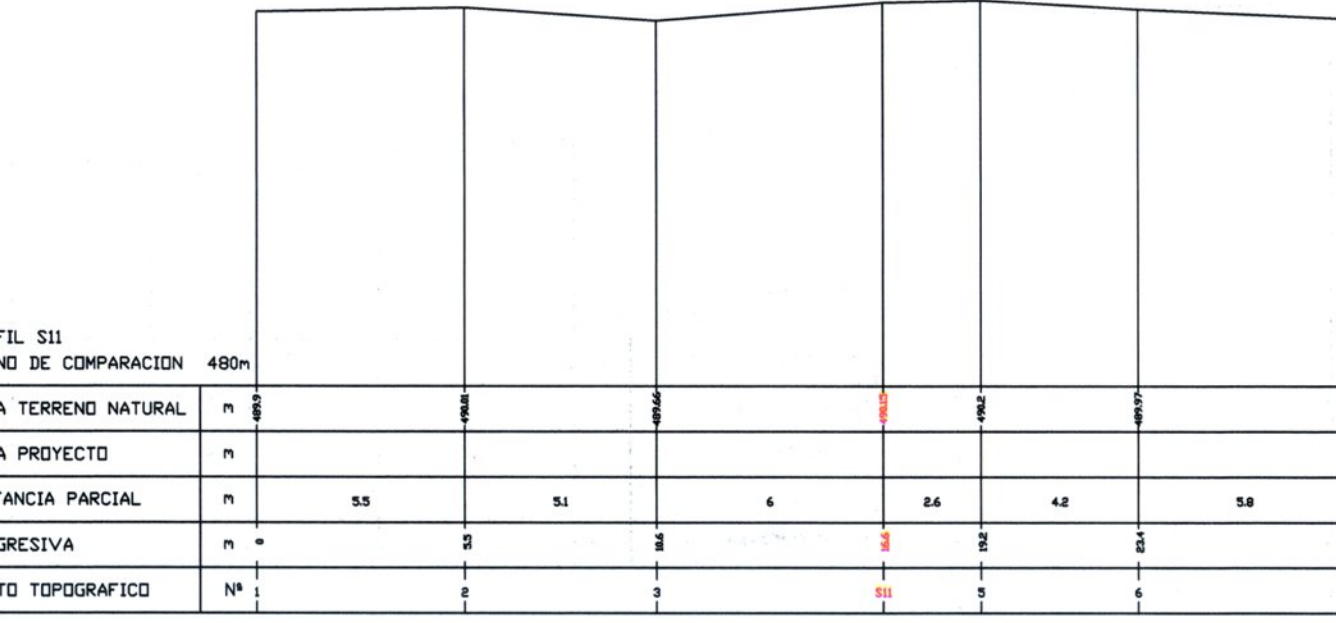 FIL S11
NO DE COMPARACION 480m
A TERRENO NATURAL m 489.9 490.01 489.66 490.15 490.2 489.97
A PROYECTO m
TANCIA PARCIAL m 5.5 5.1 6 2.6 4.2 5.8
GRESIVA m 0 5.5 10.6 16.6 19.2 23.4
TO TOPOGRAFICO Nº 1 2 3 S11 5 6